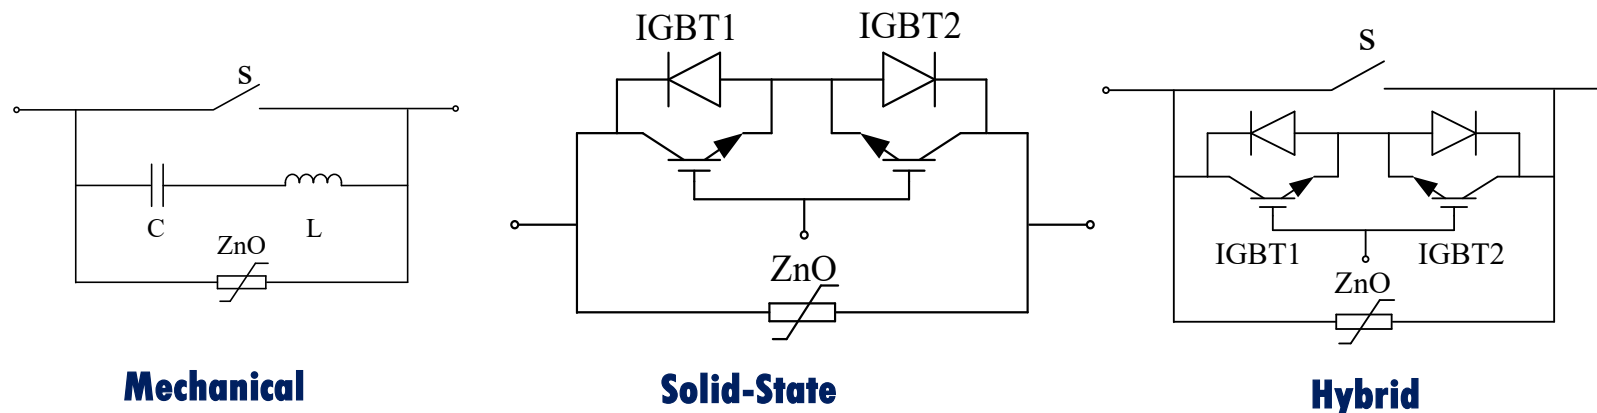 S
C
L
ZnO
Mechanical
IGBT1
IGBT2
ZnO
Solid-State
S
IGBT1
IGBT2
ZnO
Hybrid